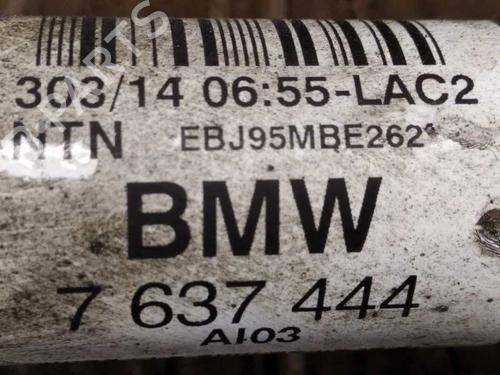 303/14 06:55-LAC2
NTN EBJ95MBE262
BMW
7 637 444
AI03